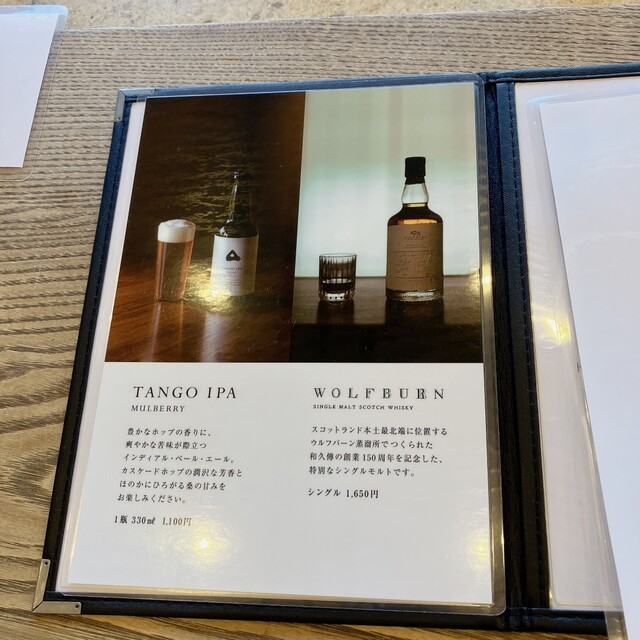 TANGO IPA
MULBERRY
豊かなホップの香りに、
爽やかな苦味が際立つ
インディアル・ペール・エール。
カスケードホップの潤沢な芳香と
ほのかにひろがる桑の甘みを
お楽しみください。
1瓶 330㎖ 1,100円
WOLFBURN
SINGLE MALT SCOTCH WHISKY
スコットランド本土最北端に位置する
ウルフバーン蒸溜所でつくられた
和久傳の創業150周年を記念した、
特別なシングルモルトです。
シングル 1,650円